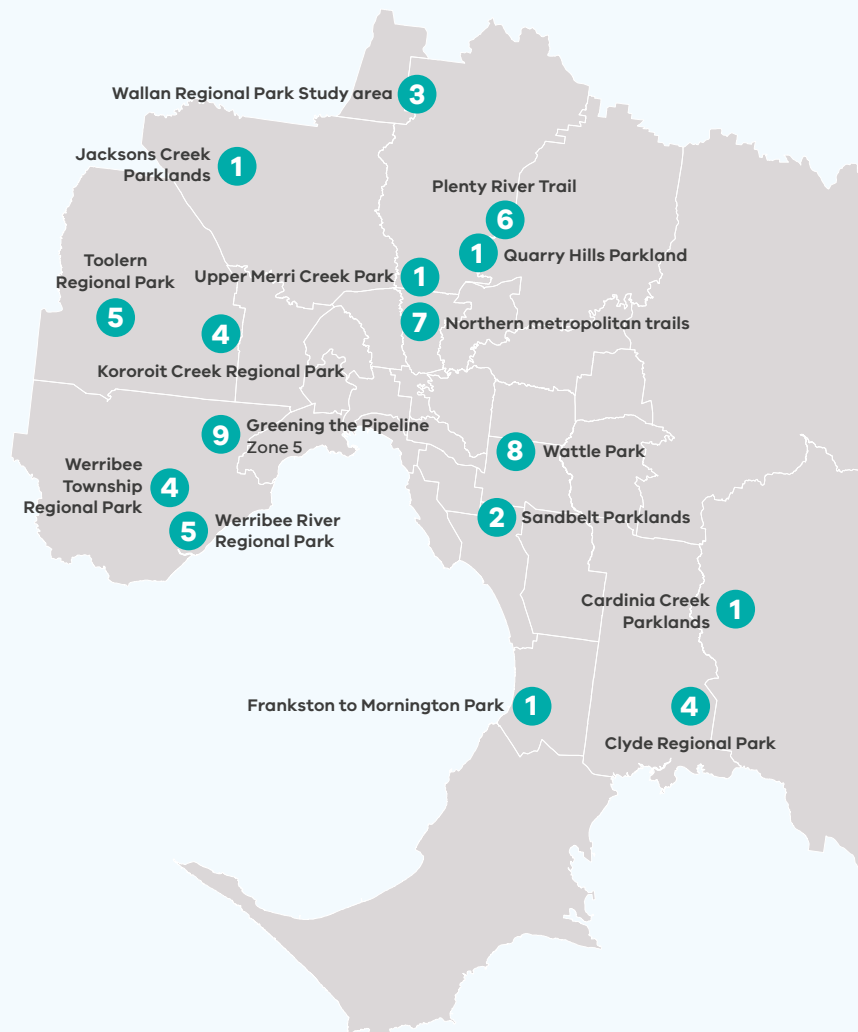 Wallan Regional Park Study area
3
Jacksons Creek
Parklands
1
Plenty River Trail
6
1
Quarry Hills Parkland
Toolern
Regional Park
5
Upper Merri Creek Park
1
4
Kororoit Creek Regional Park
7
Northern metropolitan trails
9
Greening the Pipeline
Zone 5
8
Wattle Park
Werribee
Township
Regional Park
4
5
Werribee River
Regional Park
2
Sandbelt Parklands
Cardinia Creek
Parklands
1
Frankston to Mornington Park
1
4
Clyde Regional Park